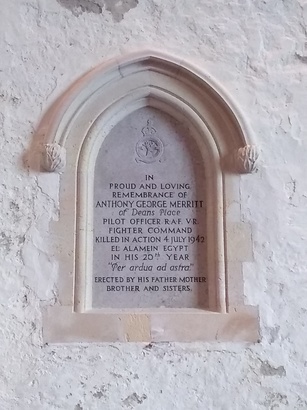 IN
PROUD AND LOVING
REMEMBRANCE OF
ANTHONY GEORGE MERRITT
of Deans Place
PILOT OFFICER R.A.F. V.R.
FIGHTER COMMAND
KILLED IN ACTION 4 JULY 1942
EL ALAMEIN EGYPT
IN HIS 20TH YEAR
"Per ardua ad astra"
ERECTED BY HIS FATHER MOTHER
BROTHER AND SISTERS.